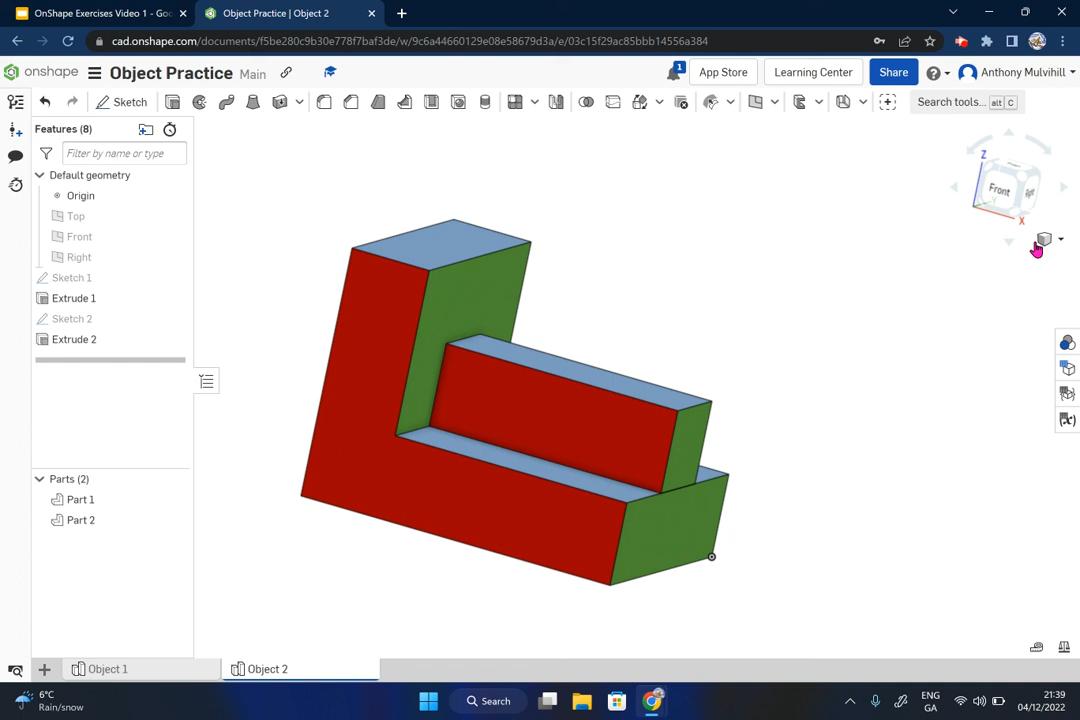 OnShape Exercises Video 1 - Goo
Object Practice | Object 2
cad.onshape.com/documents/f5be280c9b30e778f7baf3de/w/9c6a44660129e08e58679d3a/e/03c15f29ac85bbb14556a384
onshape
Object Practice Main
1
App Store
Learning Center
Share
Anthony Mulvihill
Sketch
Search tools... alt C
Features (8)
Filter by name or type
Default geometry
Origin
Top
Front
Right
Sketch 1
Extrude 1
Sketch 2
Extrude 2
Z
Front
Right
X
Parts (2)
Part 1
Part 2
Object 1
Object 2
6°C
Rain/snow
Search
ENG
GA
21:39
04/12/2022